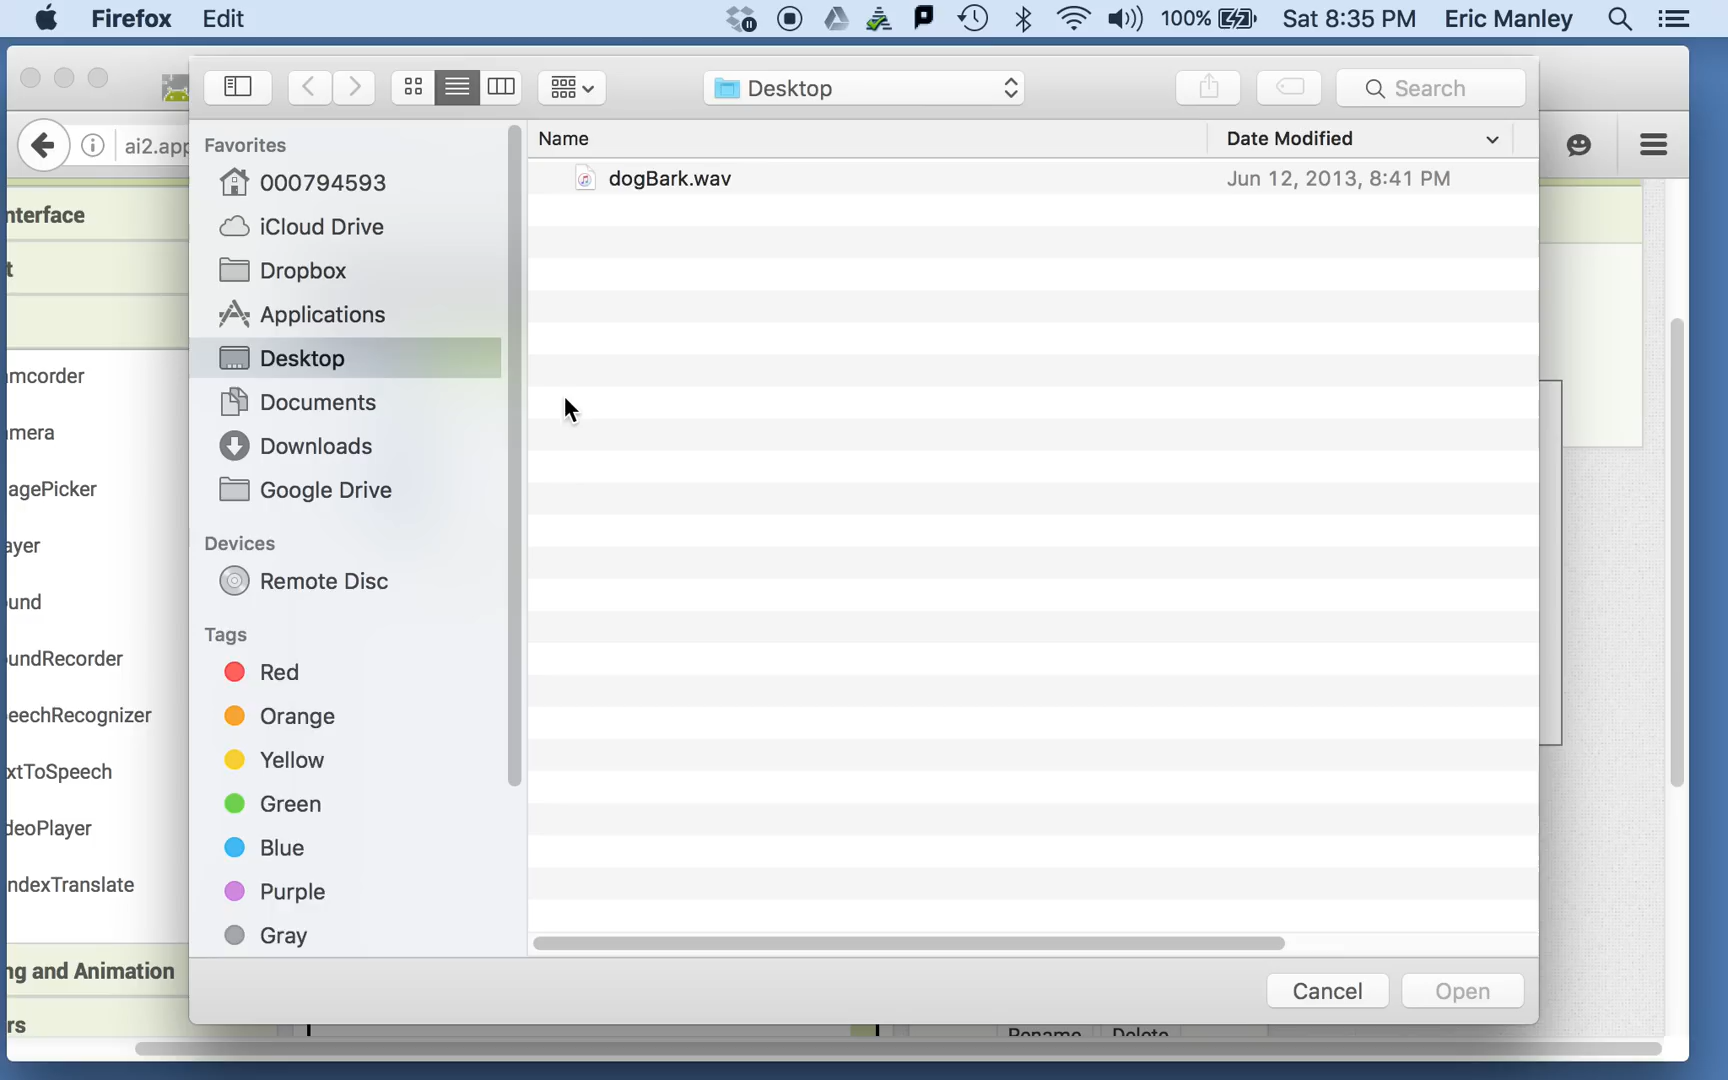 Firefox Edit 100% Sat 8:35 PM Eric Manley
Desktop
Search
ai2.app
Favorites
000794593
iCloud Drive
Dropbox
Applications
Desktop
Documents
Downloads
Google Drive
Devices
Remote Disc
Tags
Red
Orange
Yellow
Green
Blue
Purple
Gray
Name Date Modified
dogBark.wav Jun 12, 2013, 8:41 PM
Cancel Open
nterface
t
mcorder
mera
agePicker
ayer
und
undRecorder
eechRecognizer
xtToSpeech
deoPlayer
ndexTranslate
ng and Animation
rs
Rename Delete